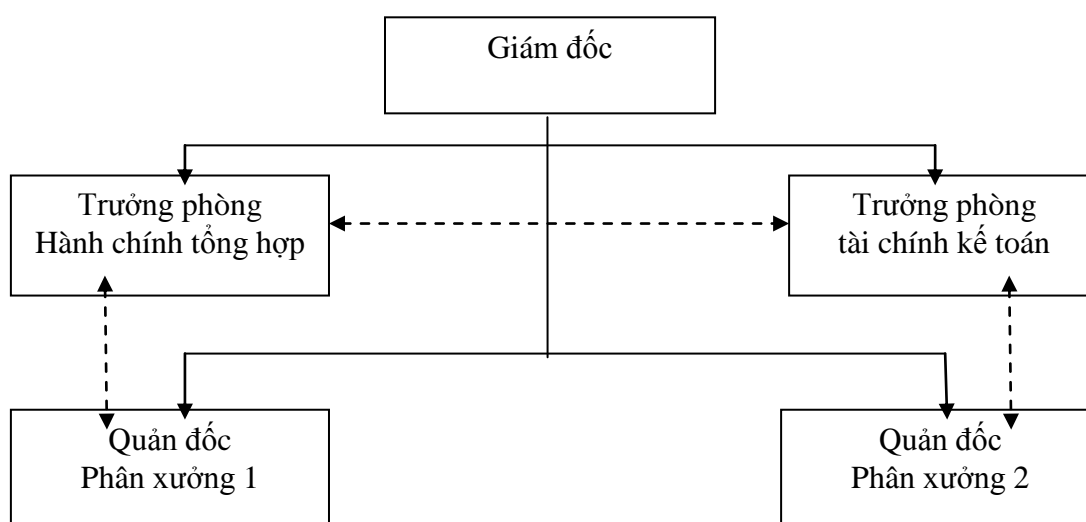 Giám đốc
Trưởng phòng
Hành chính tổng hợp
Trưởng phòng
tài chính kế toán
Quản đốc
Phân xưởng 1
Quản đốc
Phân xưởng 2